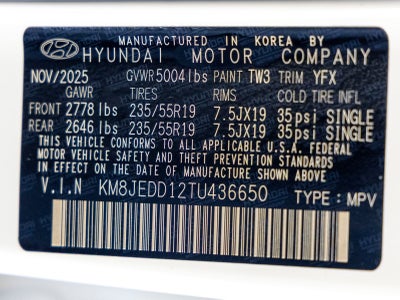 MANUFACTURED IN KOREA BY
HYUNDAI MOTOR COMPANY
NOV/2025 GVWR 5004 lbs PAINT TW3 TRIM YFX
GAWR TIRES RIMS COLD TIRE INFL
FRONT 2778 lbs 235/55R19 7.5JX19 35psi SINGLE
REAR 2646 lbs 235/55R19 7.5JX19 35psi SINGLE
THIS VEHICLE CONFORMS TO ALL APPLICABLE U.S.A. FEDERAL
MOTOR VEHICLE SAFETY AND THEFT PREVENTION STANDARDS
IN EFFECT ON THE DATE OF MANUFACTURE SHOWN ABOVE.
V.I.N KM8JEDD12TU436650 TYPE: MPV